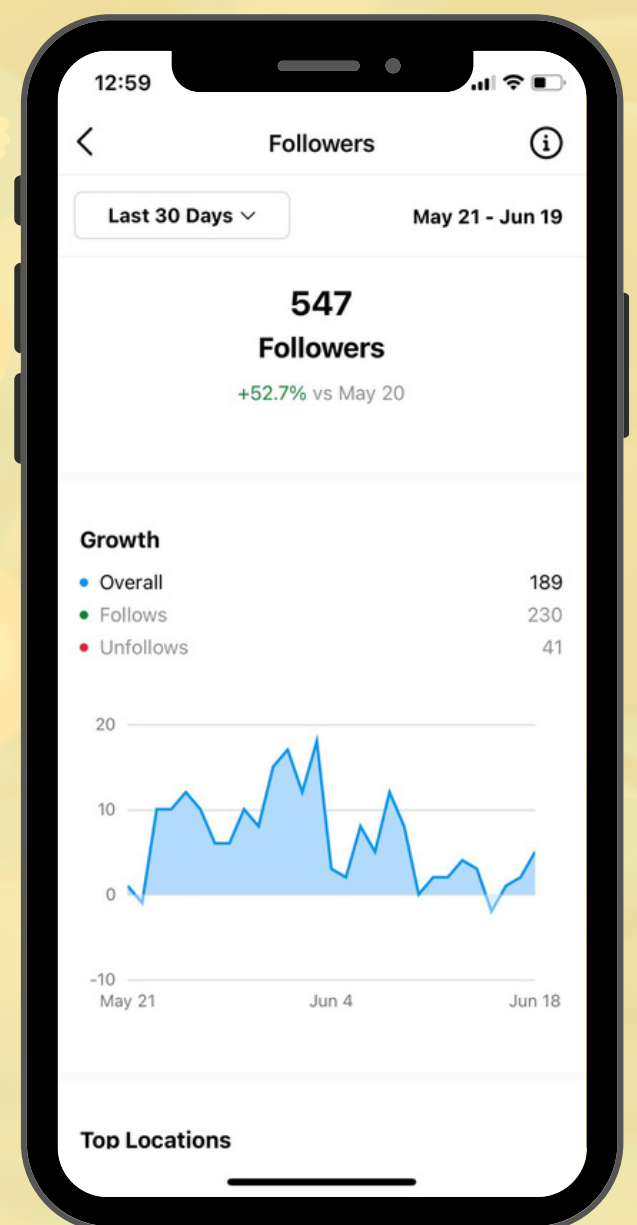 12:59
Followers
Last 30 Days
May 21 - Jun 19
547
Followers
+52.7% vs May 20
Growth
Overall 189
Follows 230
Unfollows 41
20
10
0
-10
May 21 Jun 4 Jun 18
Top Locations